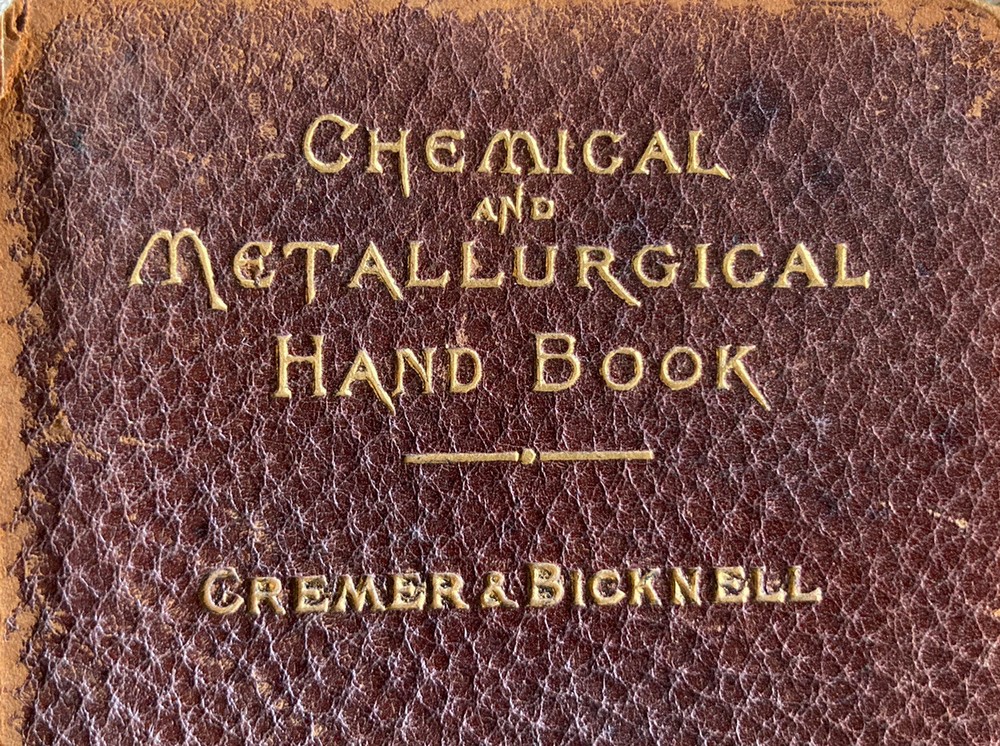 Chemical
and
Metallurgical
Hand Book
Cremer & Bicknell